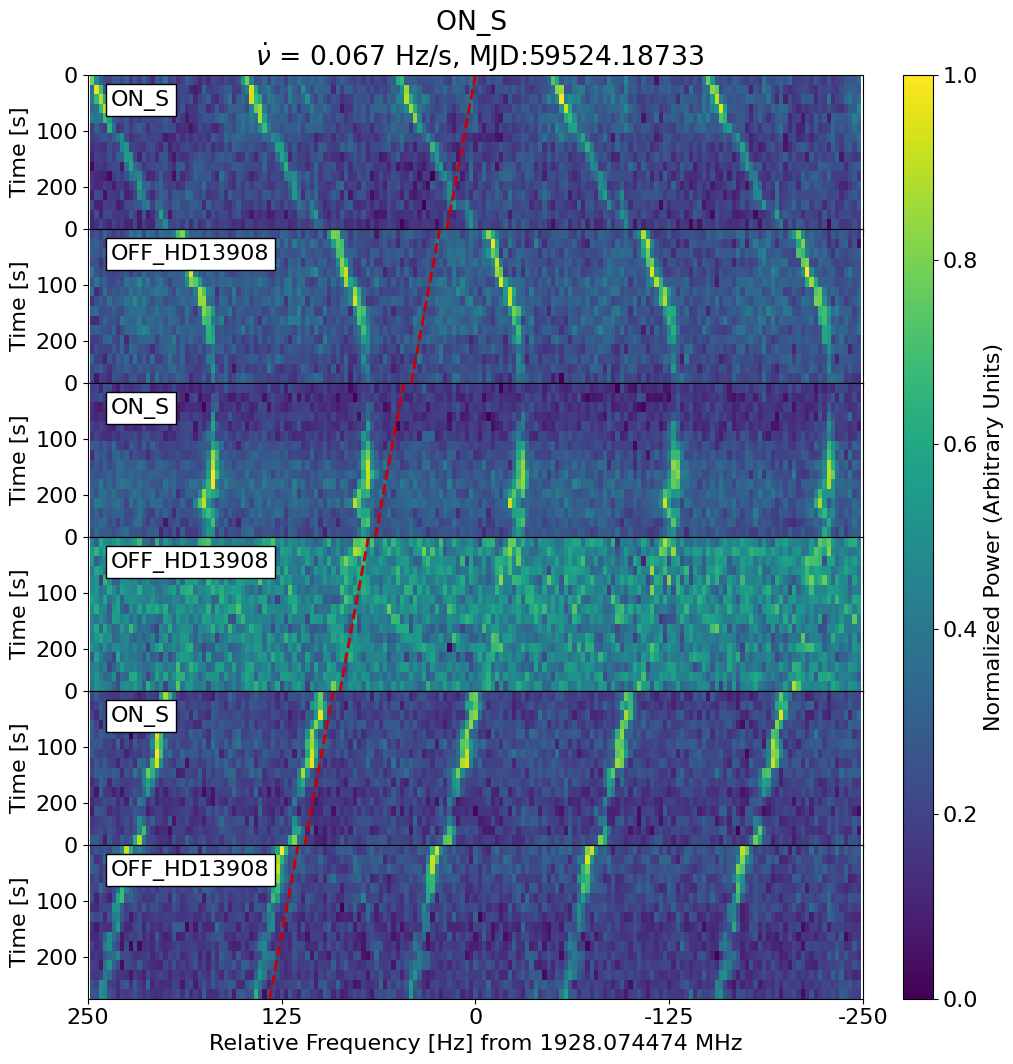 ON_S
ν̇ = 0.067 Hz/s, MJD:59524.18733
0
100
200
Time [s]
ON_S
0
100
200
Time [s]
OFF_HD13908
0
100
200
Time [s]
ON_S
0
100
200
Time [s]
OFF_HD13908
0
100
200
Time [s]
ON_S
0
100
200
Time [s]
OFF_HD13908
250 125 0 -125 -250
Relative Frequency [Hz] from 1928.074474 MHz
1.0
0.8
0.6
0.4
0.2
0.0
Normalized Power (Arbitrary Units)